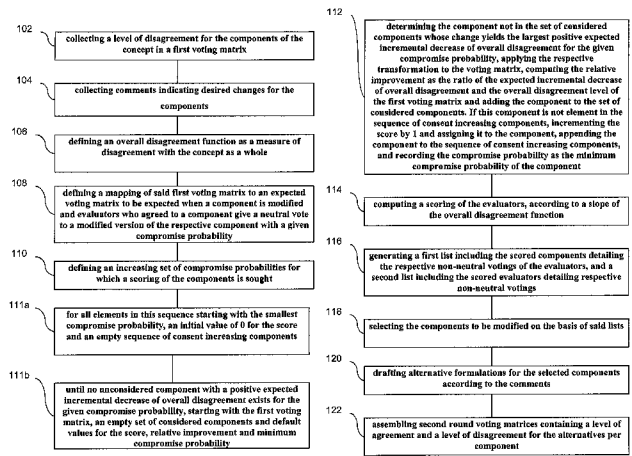 102
collecting a level of disagreement for the components of the
concept in a first voting matrix
104
collecting comments indicating desired changes for the
components
106
defining an overall disagreement function as a measure of
disagreement with the concept as a whole
108
defining a mapping of said first voting matrix to an expected
voting matrix to be expected when a component is modified
and evaluators who agreed to a component give a neutral vote
to a modified version of the respective component with a given
compromise probability
110
defining an increasing set of compromise probabilities for
which a scoring of the components is sought
111a
for all elements in this sequence starting with the smallest
compromise probability, an initial value of 0 for the score
and an empty sequence of consent increasing components
111b
until no unconsidered component with a positive expected
incremental decrease of overall disagreement exists for the
given compromise probability, starting with the first voting
matrix, an empty set of considered components and default
values for the score, relative improvement and minimum
compromise probability
112
determining the component not in the set of considered
components whose change yields the largest positive expected
incremental decrease of overall disagreement for the given
compromise probability, applying the respective
transformation to the voting matrix, computing the relative
improvement as the ratio of the expected incremental decrease
of overall disagreement and the overall disagreement level of
the first voting matrix and adding the component to the set of
considered components. If this component is not element in the
sequence of consent increasing components, incrementing the
score by 1 and assigning it to the component, appending the
component to the sequence of consent increasing components,
and recording the compromise probability as the minimum
compromise probability of the component
114
computing a scoring of the evaluators, according to a slope of
the overall disagreement function
116
generating a first list including the scored components detailing
the respective non-neutral votings of the evaluators, and a
second list including the scored evaluators detailing respective
non-neutral votings
118
selecting the components to be modified on the basis of said lists
120
drafting alternative formulations for the selected components
according to the comments
122
assembling second round voting matrices containing a level of
agreement and a level of disagreement for the alternatives per
component